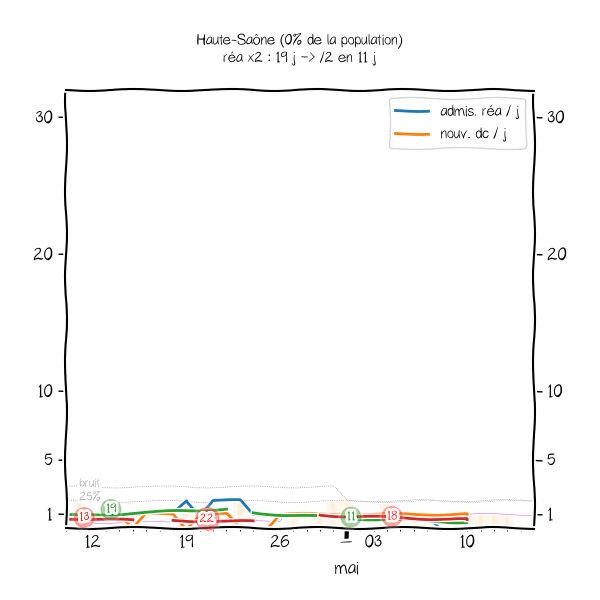 Haute-Saône (0% de la population)
réa x2 : 19 j -> /2 en 11 j
admis. réa / j
nouv. dc / j
30 30
20 20
10 10
5 5
bruit
25%
1 1
13 19 22 11 18
12 19 26 03 10
mai